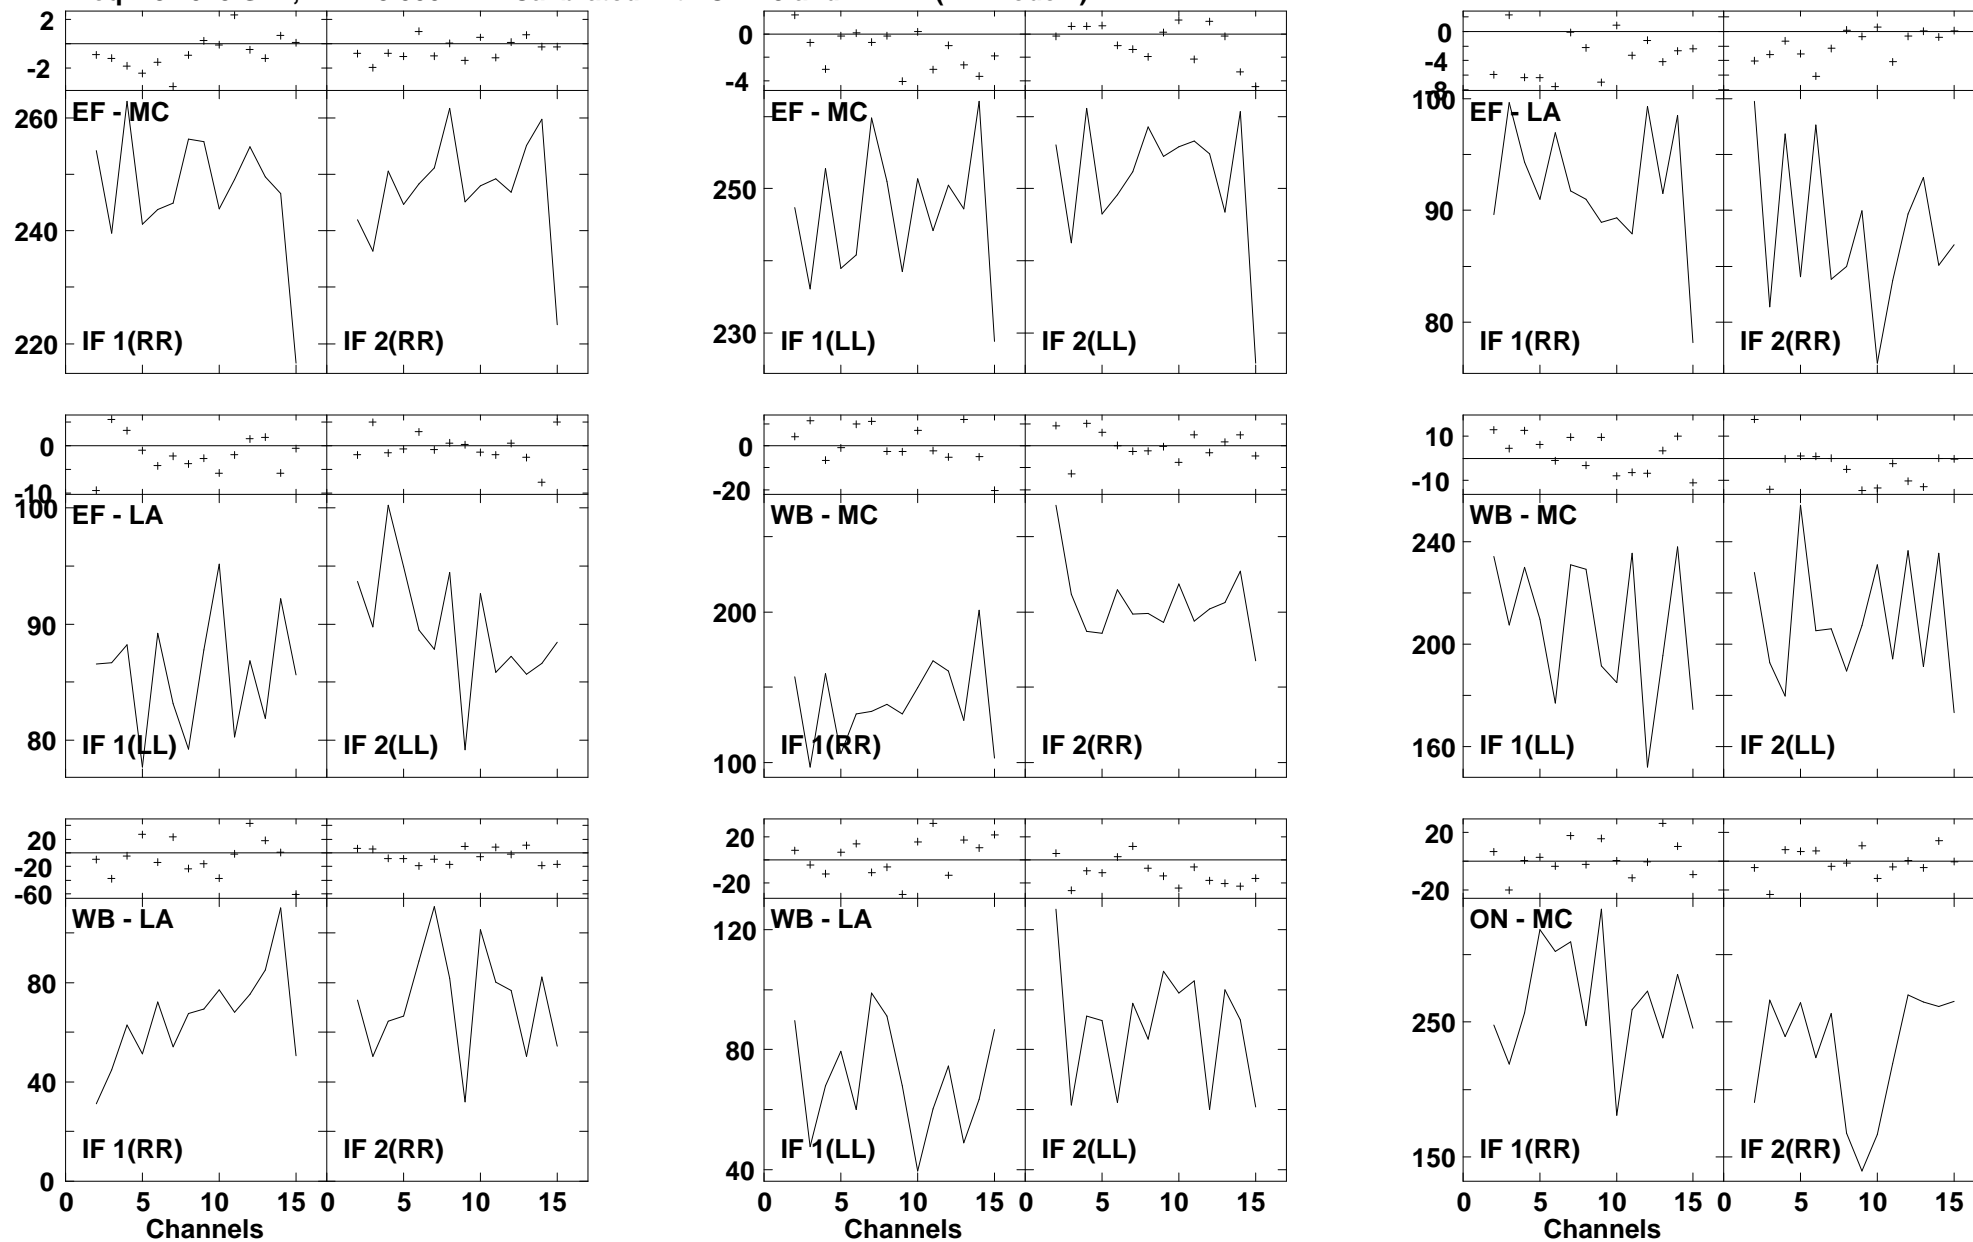 2
-2
260
240
220
EF - MC
IF 1(RR)
IF 2(RR)
0
-4
250
230
EF - MC
IF 1(LL)
IF 2(LL)
0
-4
-8
100
90
80
EF - LA
IF 1(RR)
IF 2(RR)
0
-10
100
90
80
EF - LA
IF 1(LL)
IF 2(LL)
0
-20
200
100
WB - MC
IF 1(RR)
IF 2(RR)
10
-10
240
200
160
WB - MC
IF 1(LL)
IF 2(LL)
20
-20
-60
80
40
0
WB - LA
IF 1(RR)
IF 2(RR)
0 5 10 15 0 5 10 15
Channels
20
-20
120
80
40
WB - LA
IF 1(LL)
IF 2(LL)
0 5 10 15 0 5 10 15
Channels
20
-20
250
150
ON - MC
IF 1(RR)
IF 2(RR)
0 5 10 15 0 5 10 15
Channels